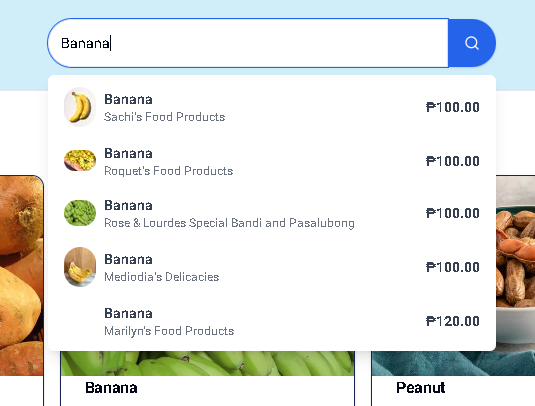 Banana
Banana
Sachi's Food Products
₱100.00
Banana
Roquet's Food Products
₱100.00
Banana
Rose & Lourdes Special Bandi and Pasalubong
₱100.00
Banana
Mediodia's Delicacies
₱100.00
Banana
Marilyn's Food Products
₱120.00
Banana
Peanut